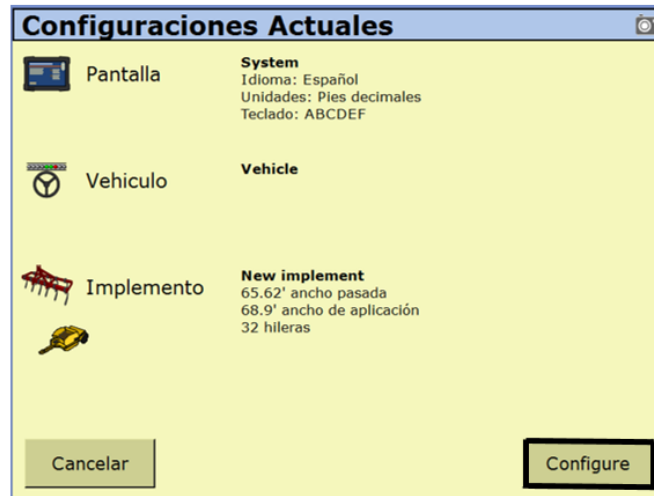 Configuraciones Actuales
Pantalla
System
Idioma: Español
Unidades: Pies decimales
Teclado: ABCDEF
Vehiculo
Vehicle
Implemento
New implement
65.62' ancho pasada
68.9' ancho de aplicación
32 hileras
Cancelar
Configure